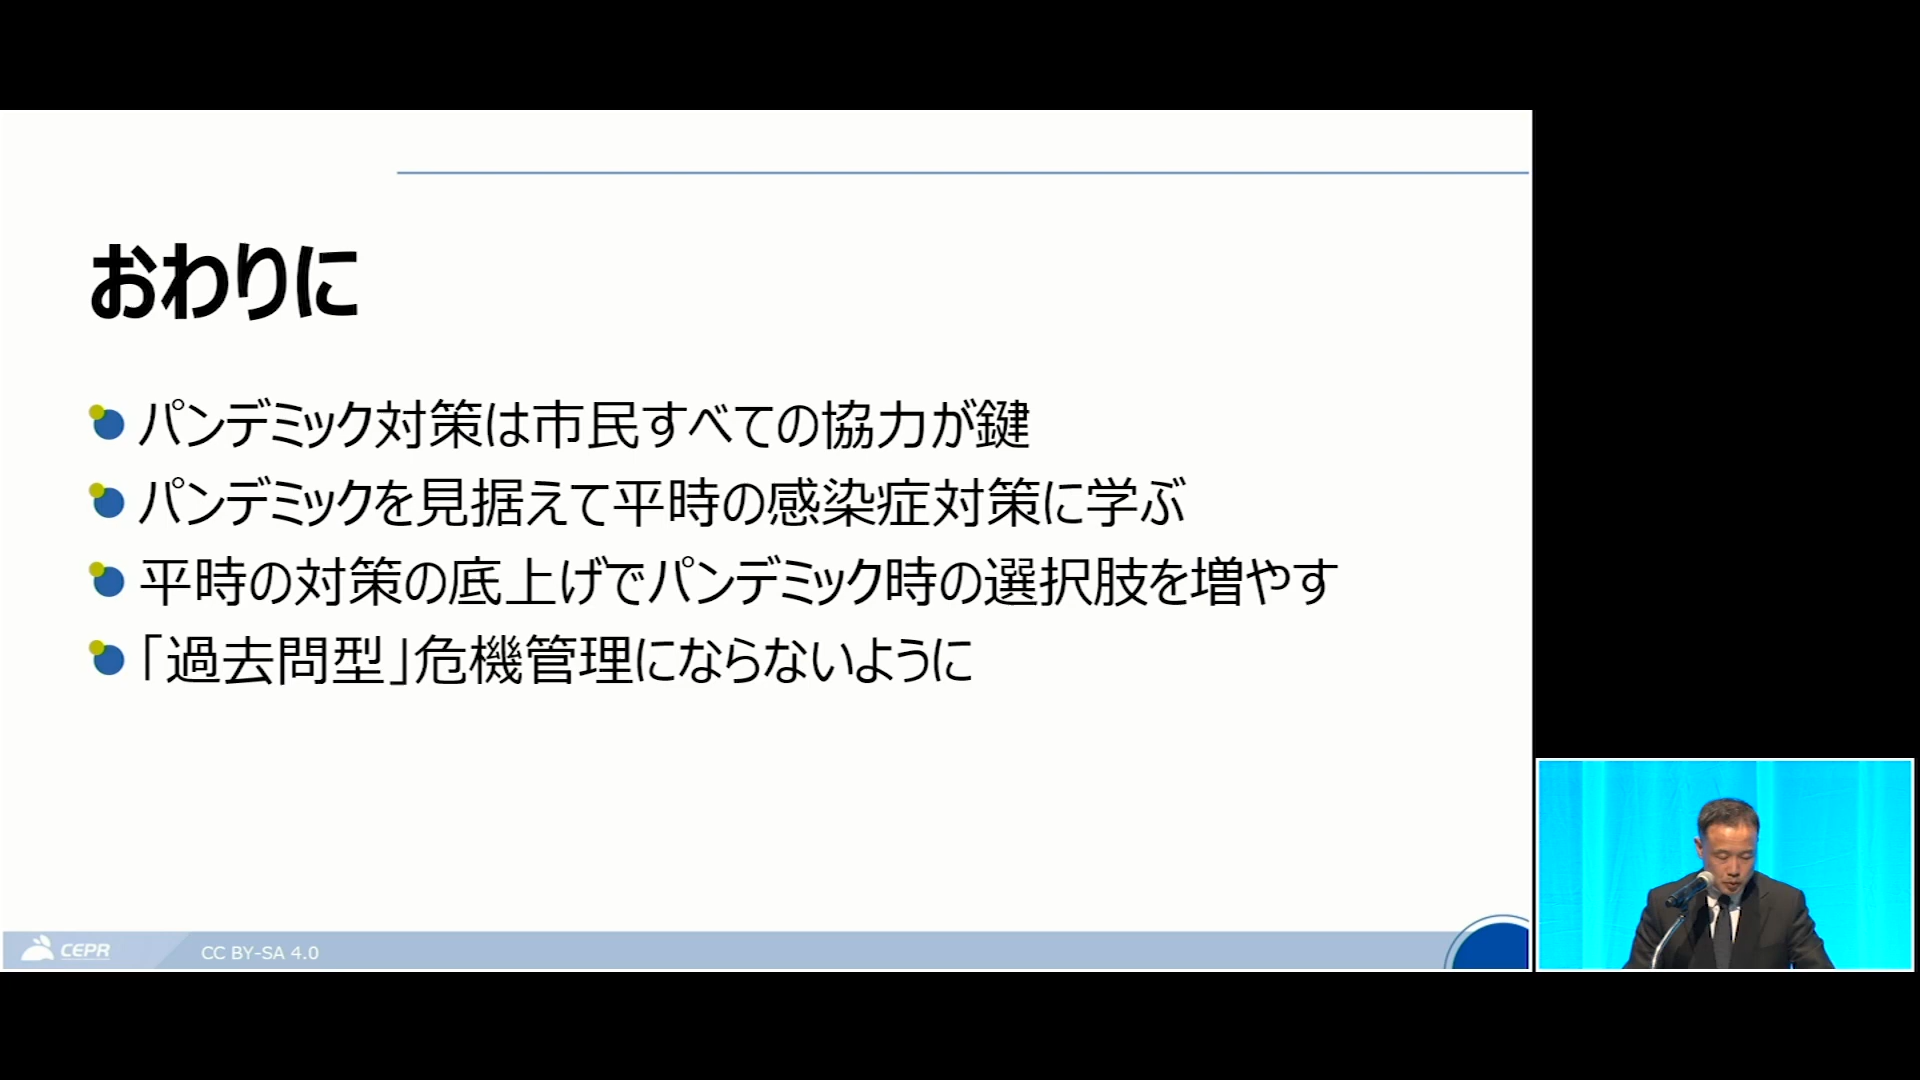 おわりに
パンデミック対策は市民すべての協力が鍵
パンデミックを見据えて平時の感染症対策に学ぶ
平時の対策の底上げでパンデミック時の選択肢を増やす
「過去問型」危機管理にならないように
CEPR
CC BY-SA 4.0